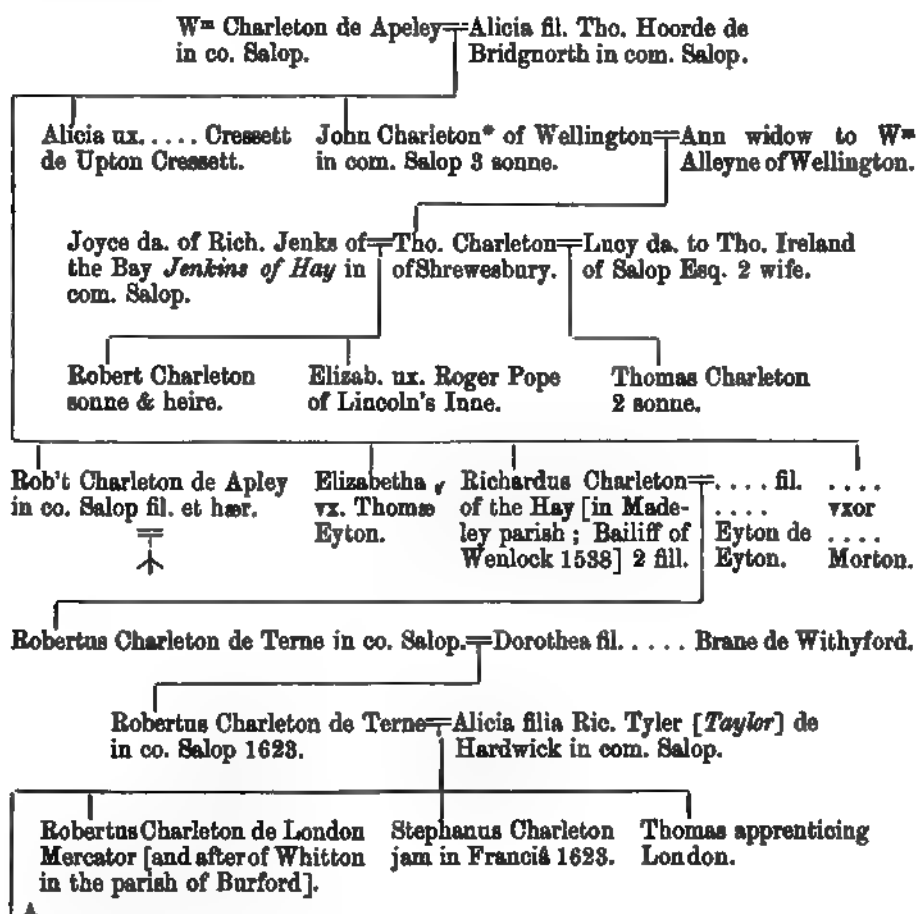 Wm Charleton de Apeley
in co. Salop.
Alicia fil. Tho. Hoorde de
Bridgnorth in com. Salop.
Alicia ux. .... Cressett
de Upton Cressett.
John Charleton* of Wellington
in com. Salop 3 sonne.
Ann widow to Wm
Alleyne of Wellington.
Joyce da. of Rich. Jenks of
the Bay Jenkins of Hay in
com. Salop.
Tho. Charleton
of Shrewesbury.
Lucy da. to Tho. Ireland
of Salop Esq. 2 wife.
Robert Charleton
sonne & heire.
Elizab. ux. Roger Pope
of Lincoln's Inne.
Thomas Charleton
2 sonne.
Rob't Charleton de Apley
in co. Salop fil. et hær.
Elizabetha
vx. Thomæ
Eyton.
Richardus Charleton
of the Hay [in Made-
ley parish ; Bailiff of
Wenlock 1538] 2 fill.
.... fil.
....
Eyton de
Eyton.
....
vxor
....
Morton.
Robertus Charleton de Terne in co. Salop.
Dorothea fil. .... Brane de Withyford.
Robertus Charleton de Terne
in co. Salop 1623.
Alicia filia Ric. Tyler [Taylor] de
Hardwick in com. Salop.
Robertus Charleton de London
Mercator [and after of Whitton
in the parish of Burford].
Stephanus Charleton
jam in Franciâ 1623.
Thomas apprenticing
London.
A